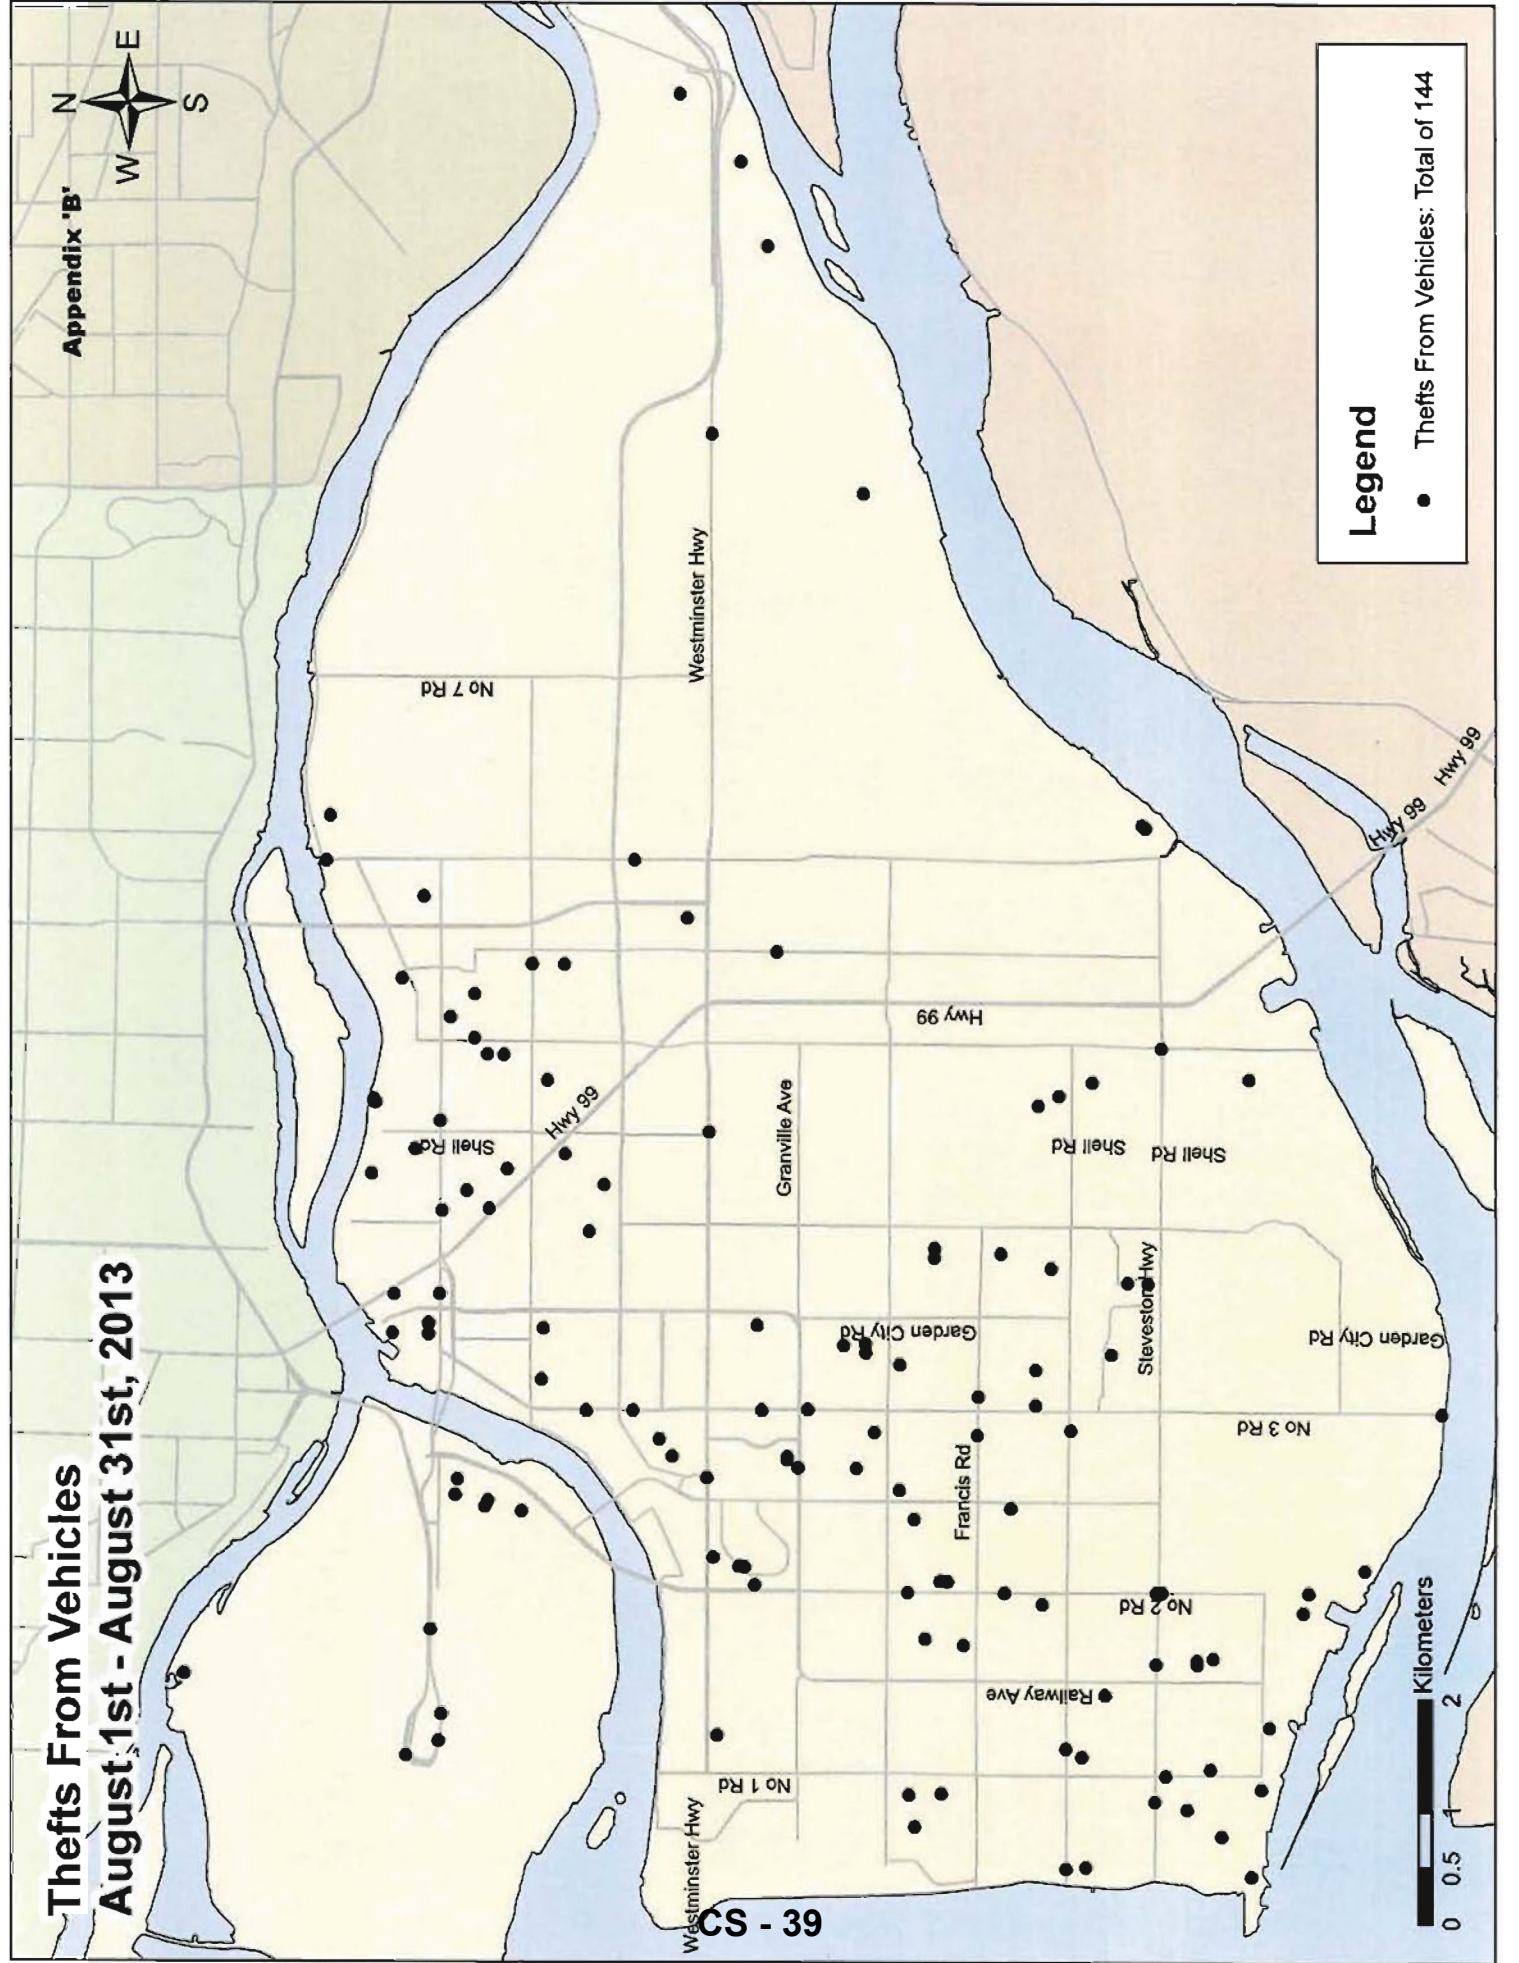 Thefts From Vehicles
August 1st - August 31st, 2013
Appendix 'B'
N
W
E
S
No 7 Rd
Westminster Hwy
Hwy 99
Shell Rd
Hwy 99
Granville Ave
Shell Rd
Shell Rd
Garden City Rd
Steveston Hwy
Garden City Rd
No 3 Rd
Francis Rd
No 2 Rd
Railway Ave
No 1 Rd
Westminster Hwy
Hwy 99
Hwy 99
Legend
Thefts From Vehicles: Total of 144
0 0.5 1 2
Kilometers
CS - 39